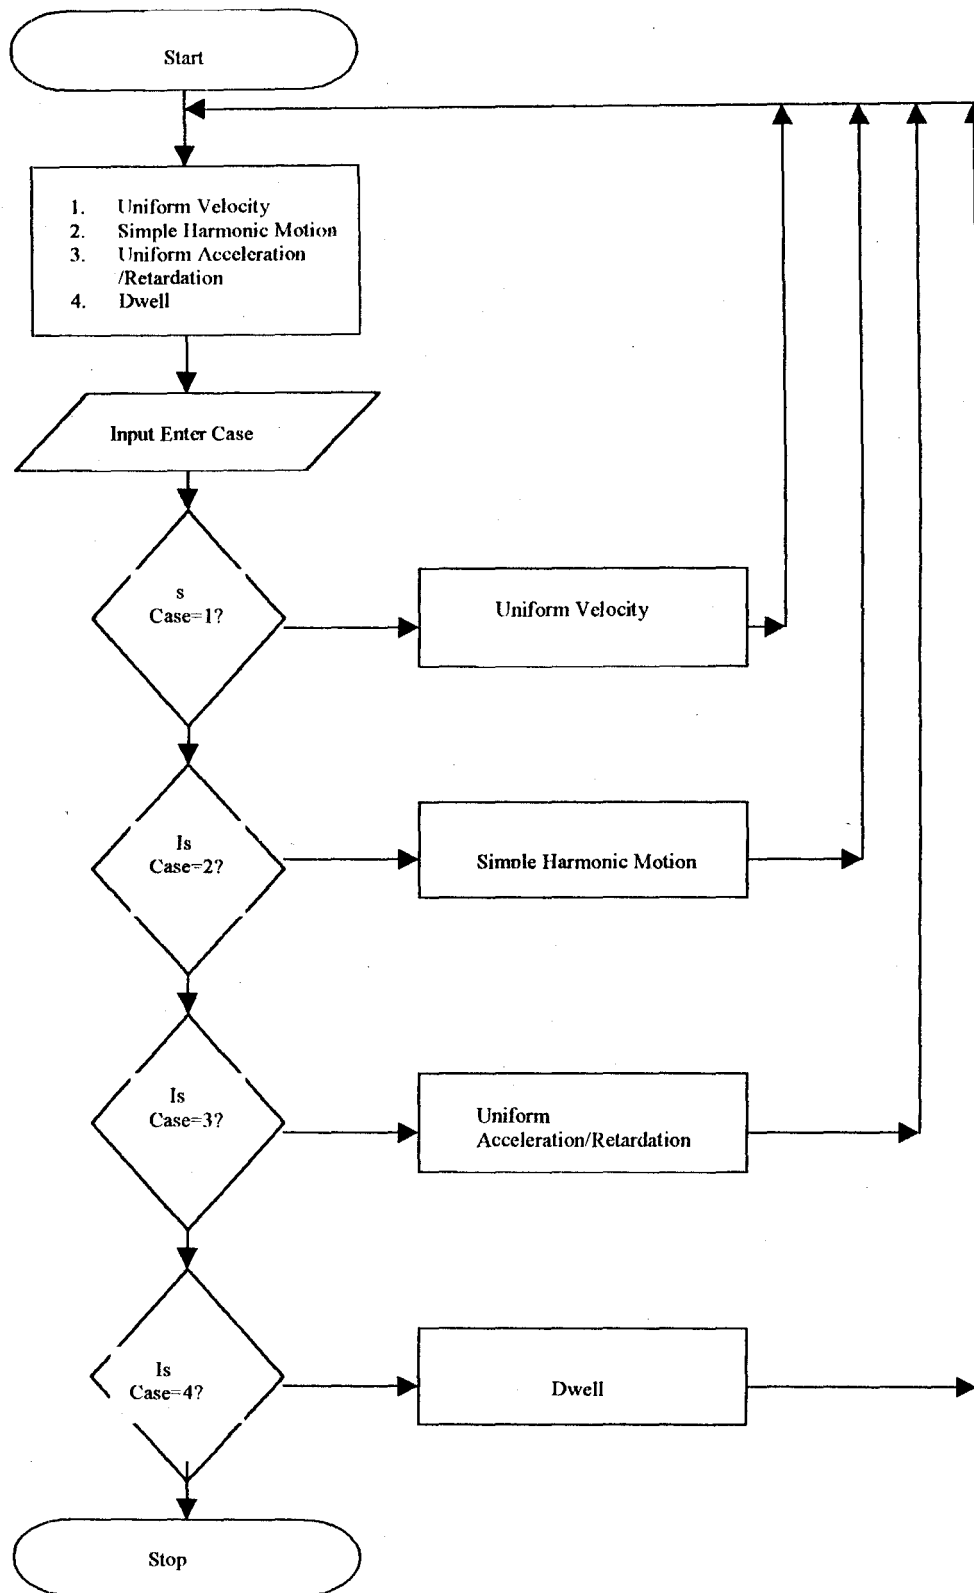 Start
1. Uniform Velocity
2. Simple Harmonic Motion
3. Uniform Acceleration
/Retardation
4. Dwell
Input Enter Case
s
Case=1?
Uniform Velocity
Is
Case=2?
Simple Harmonic Motion
Is
Case=3?
Uniform
Acceleration/Retardation
Is
Case=4?
Dwell
Stop